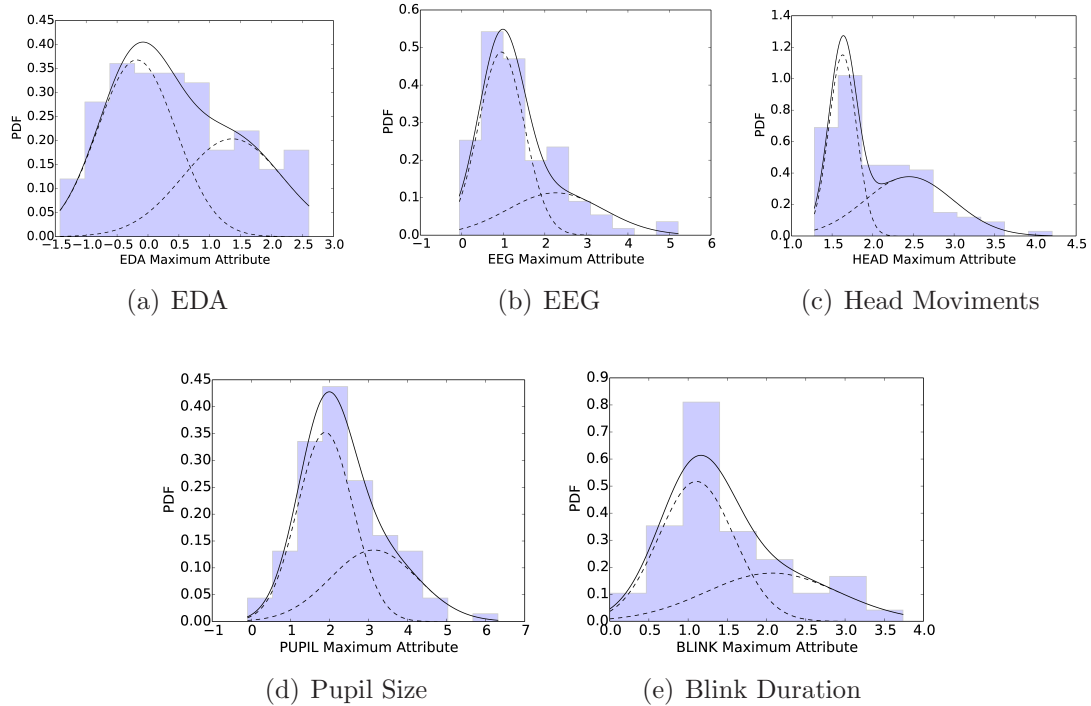 0.45
0.40
0.35
0.30
0.25
0.20
0.15
0.10
0.05
0.00
PDF
−1.5 −1.0 −0.5 0.0 0.5 1.0 1.5 2.0 2.5 3.0
EDA Maximum Attribute
(a) EDA
0.6
0.5
0.4
0.3
0.2
0.1
0.0
PDF
−1 0 1 2 3 4 5 6
EEG Maximum Attribute
(b) EEG
1.4
1.2
1.0
0.8
0.6
0.4
0.2
0.0
PDF
1.0 1.5 2.0 2.5 3.0 3.5 4.0 4.5
HEAD Maximum Attribute
(c) Head Moviments
0.45
0.40
0.35
0.30
0.25
0.20
0.15
0.10
0.05
0.00
PDF
−1 0 1 2 3 4 5 6 7
PUPIL Maximum Attribute
(d) Pupil Size
0.9
0.8
0.7
0.6
0.5
0.4
0.3
0.2
0.1
0.0
PDF
0.0 0.5 1.0 1.5 2.0 2.5 3.0 3.5 4.0
BLINK Maximum Attribute
(e) Blink Duration